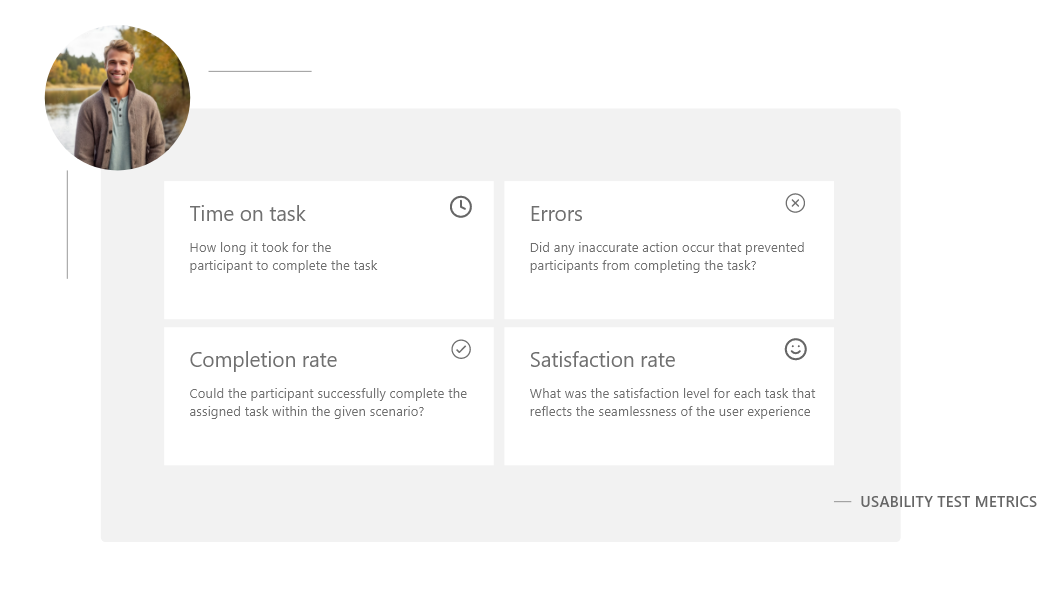 Time on task
How long it took for the
participant to complete the task
Errors
Did any inaccurate action occur that prevented
participants from completing the task?
Completion rate
Could the participant successfully complete the
assigned task within the given scenario?
Satisfaction rate
What was the satisfaction level for each task that
reflects the seamlessness of the user experience
USABILITY TEST METRICS